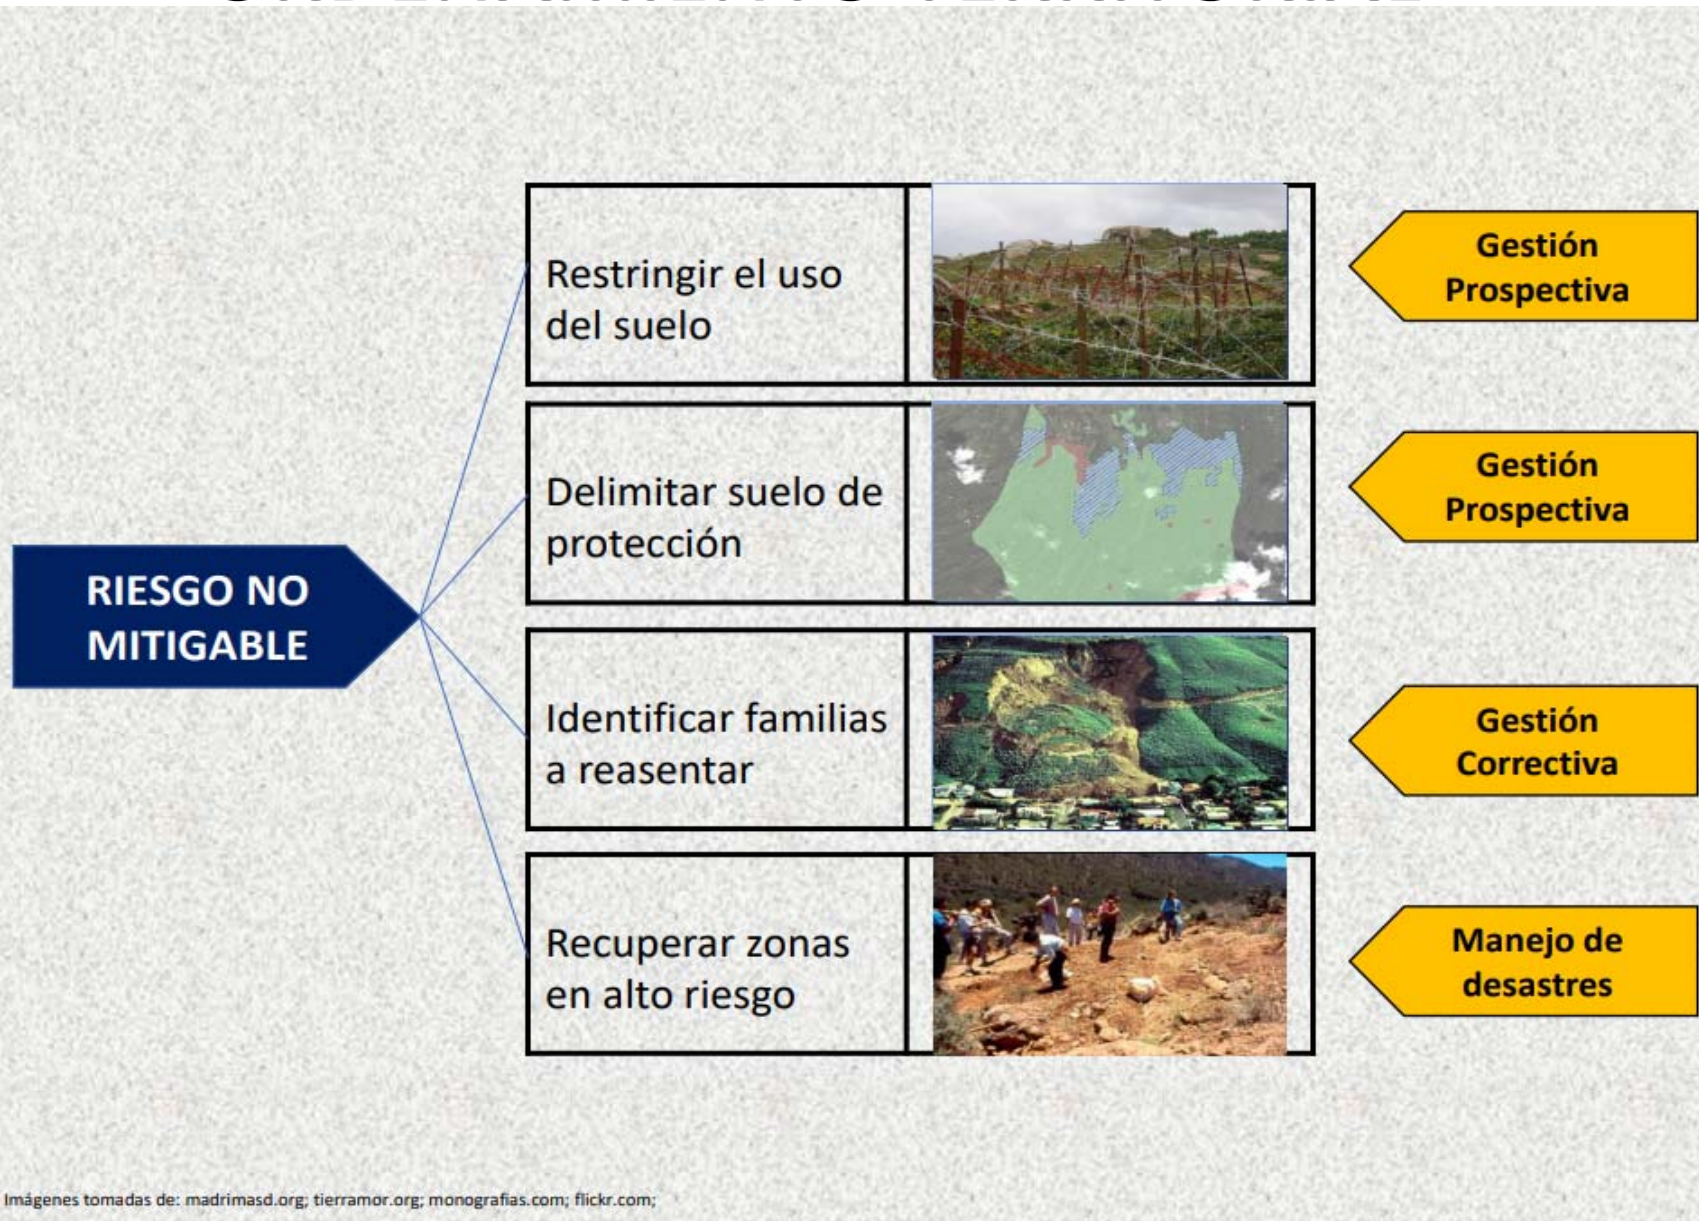 RIESGO NO
MITIGABLE
Restringir el uso
del suelo
Gestión
Prospectiva
Delimitar suelo de
protección
Gestión
Prospectiva
Identificar familias
a reasentar
Gestión
Correctiva
Recuperar zonas
en alto riesgo
Manejo de
desastres
Imágenes tomadas de: madrimasd.org; tierramor.org; monografias.com; flickr.com;